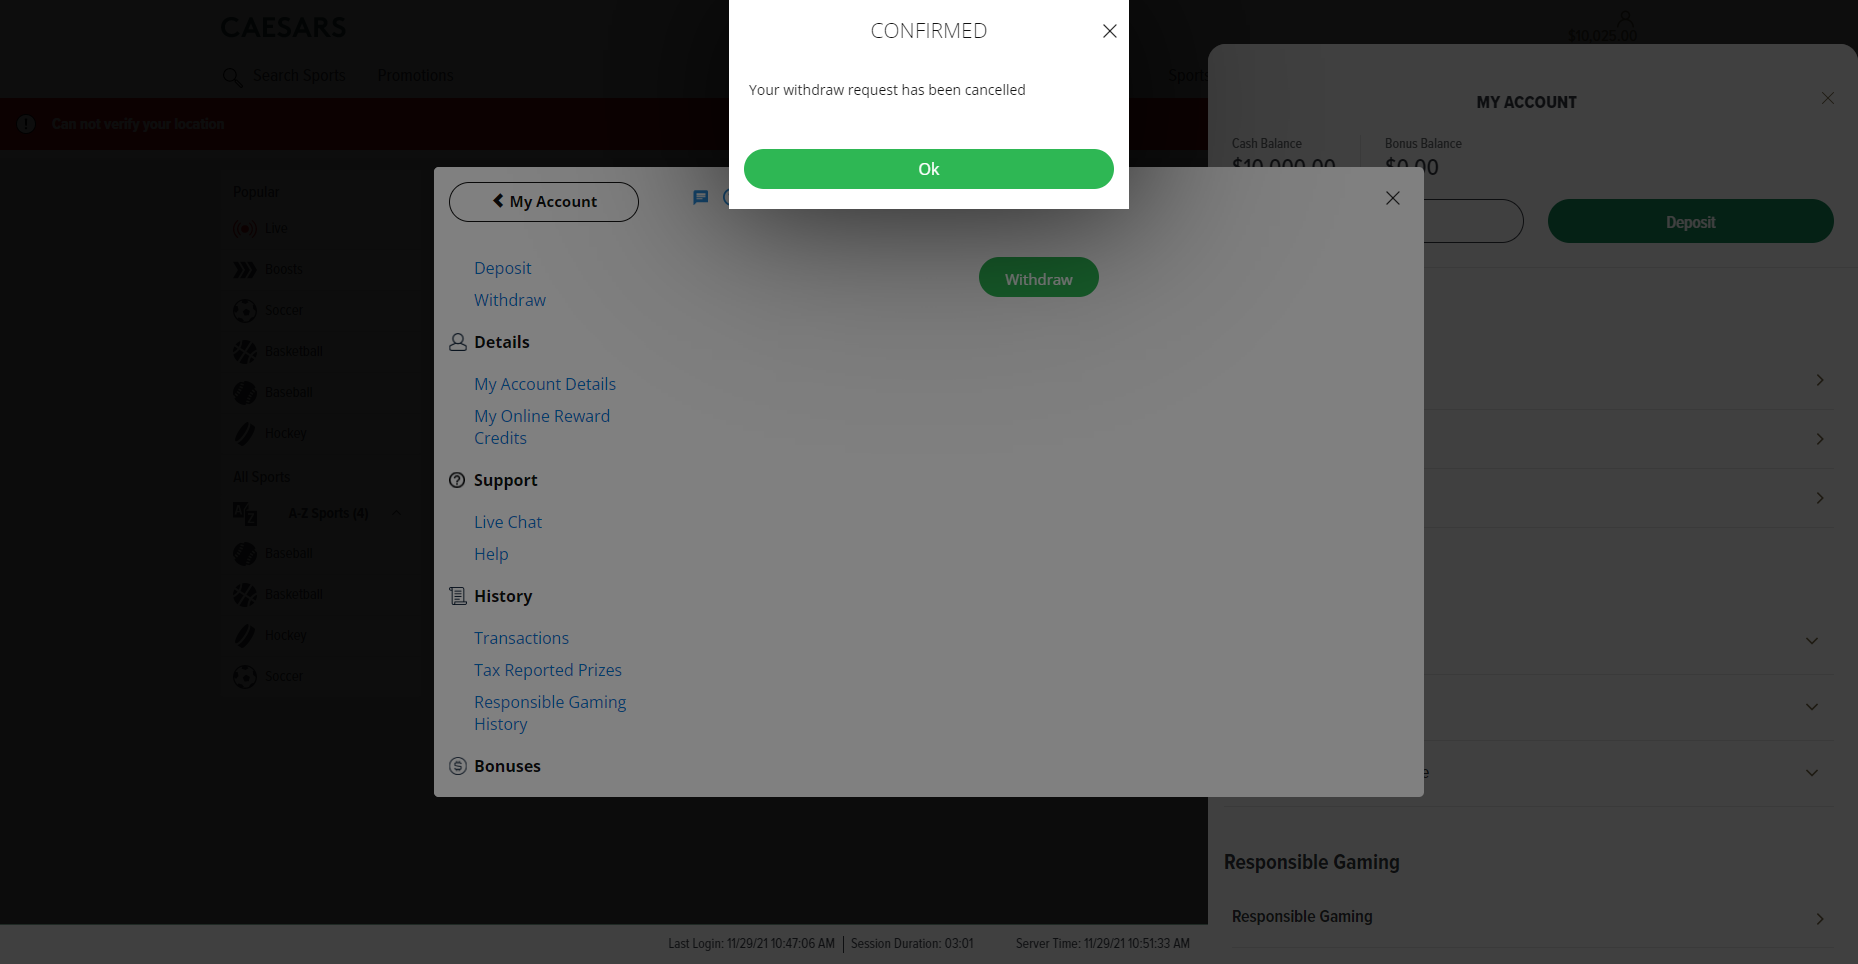 CAESARS
$10,025.00
Search Sports
Promotions
Sports
Can not verify your location
CONFIRMED
Your withdraw request has been cancelled
Ok
MY ACCOUNT
Cash Balance
Bonus Balance
$10,000.00
$0.00
Deposit
Popular
Live
Boosts
Soccer
Basketball
Baseball
Hockey
All Sports
A-Z Sports (4)
Baseball
Basketball
Hockey
Soccer
My Account
Deposit
Withdraw
Withdraw
Details
My Account Details
My Online Reward
Credits
Support
Live Chat
Help
History
Transactions
Tax Reported Prizes
Responsible Gaming
History
Bonuses
Responsible Gaming
Responsible Gaming
Last Login: 11/29/21 10:47:06 AM
Session Duration: 03:01
Server Time: 11/29/21 10:51:33 AM